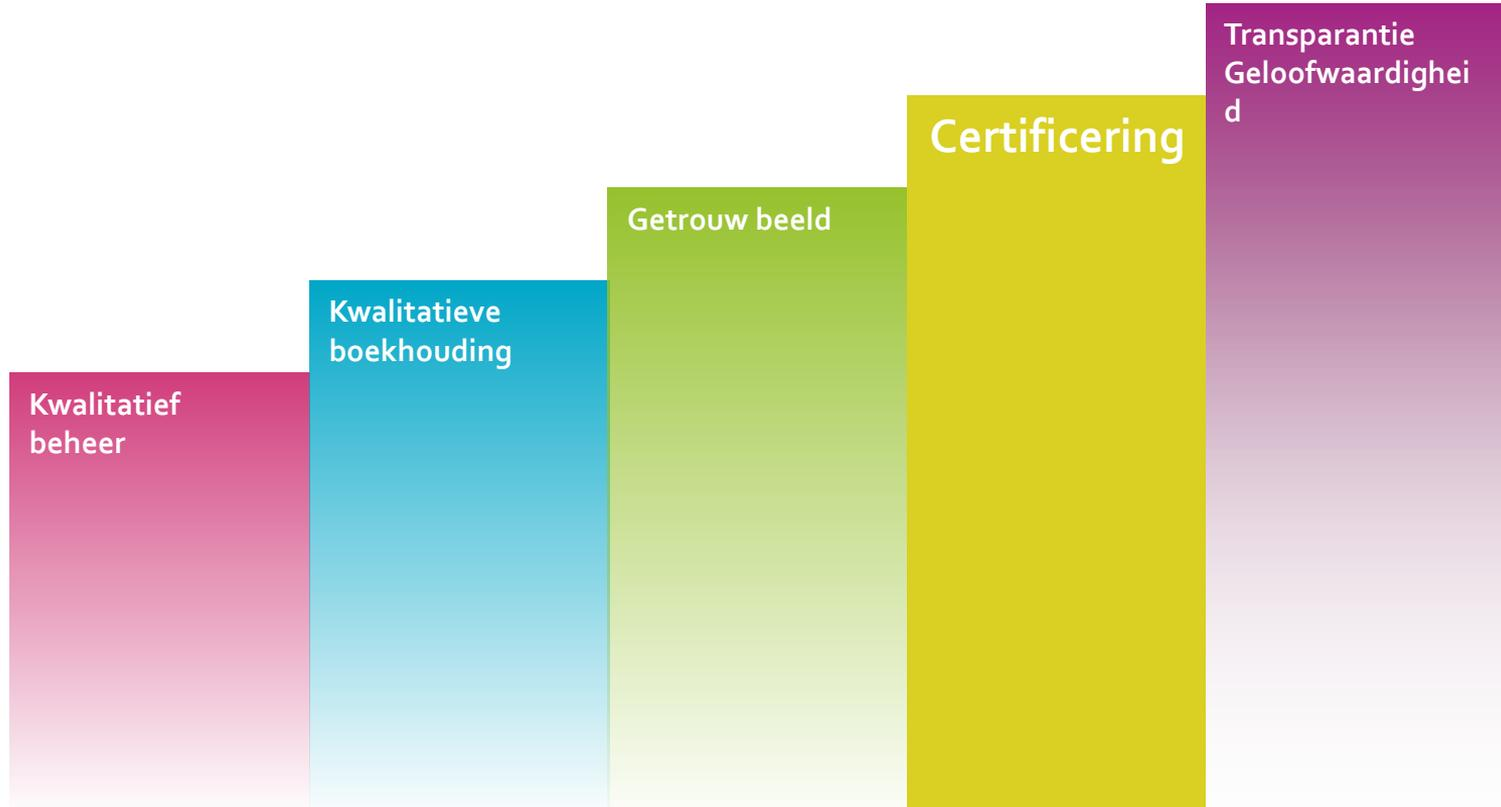 Kwalitatief
beheer
Kwalitatieve
boekhouding
Getrouw beeld
Certificering
Transparantie
Geloofwaardighei
d